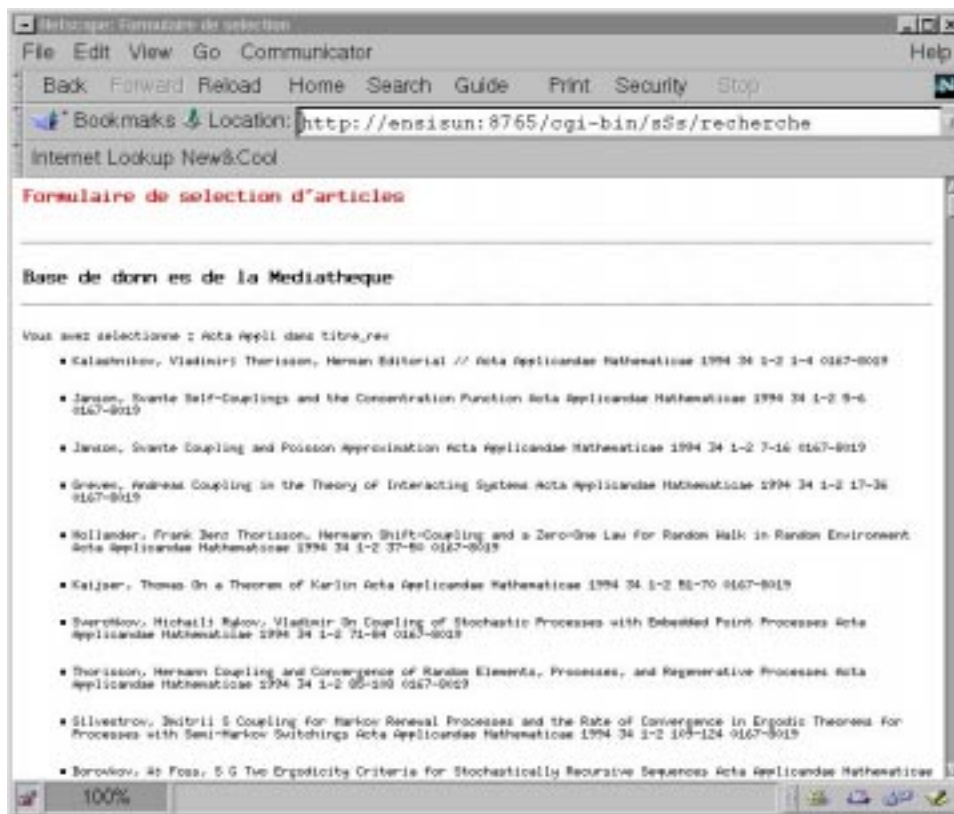 Netscape: Formulaire de selection
File Edit View Go Communicator Help
Back Forward Reload Home Search Guide Print Security Stop
Bookmarks Location: http://ensisun:8765/cgi-bin/sSs/recherche
Internet Lookup New&Cool
Formulaire de selection d'articles
Base de donn es de la Mediatheque
Vous avez selectionne : Acta Appli dans titre_rev
Kalashnikov, Vladimiri Thorisson, Herman Editorial // Acta Applicandae Mathematicae 1994 34 1-2 1-4 0167-8019
Janson, Svante Self-Couplings and the Concentration Function Acta Applicandae Mathematicae 1994 34 1-2 5-6
0167-8019
Janson, Svante Coupling and Poisson Approximation Acta Applicandae Mathematicae 1994 34 1-2 7-16 0167-8019
Greven, Andreas Coupling in the Theory of Interacting Systems Acta Applicandae Mathematicae 1994 34 1-2 17-36
0167-8019
Hollander, Frank Thorisson, Hermann Shift-Coupling and a Zero-One Law for Random Walk in Random Environment
Acta Applicandae Mathematicae 1994 34 1-2 37-50 0167-8019
Kaijser, Thomas On a Theorem of Karlin Acta Applicandae Mathematicae 1994 34 1-2 51-70 0167-8019
Sverchkov, Michaili Rykov, Vladimir On Coupling of Stochastic Processes with Embedded Point Processes Acta
Applicandae Mathematicae 1994 34 1-2 71-84 0167-8019
Thorisson, Hermann Coupling and Convergence of Random Elements, Processes, and Regenerative Processes Acta
Applicandae Mathematicae 1994 34 1-2 85-108 0167-8019
Silvestrov, Dmitrii S Coupling for Markov Renewal Processes and the Rate of Convergence in Ergodic Theorems for
Processes with Semi-Markov Switchings Acta Applicandae Mathematicae 1994 34 1-2 109-124 0167-8019
Borovkov, Foss, S G Two Ergodicity Criteria for Stochastically Recursive Sequences Acta Applicandae Mathematicae
100%